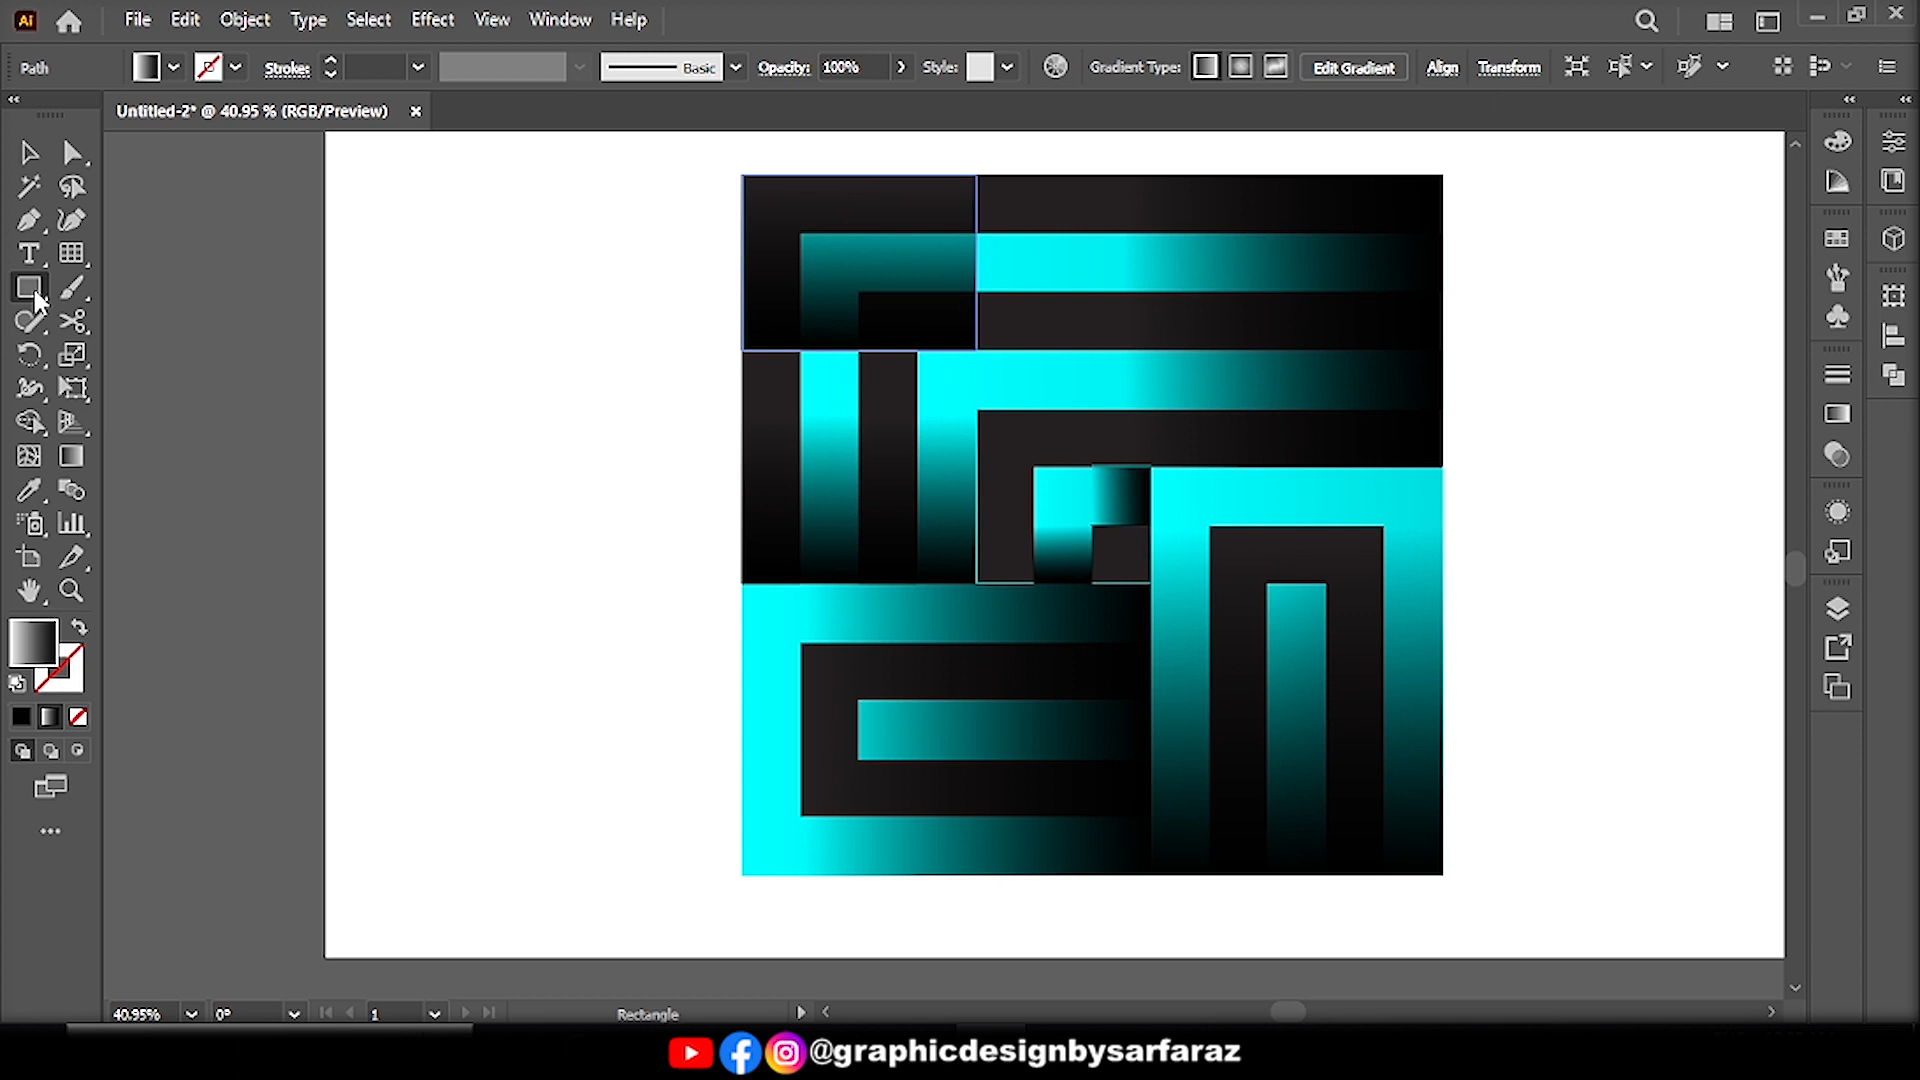 Ai File Edit Object Type Select Effect View Window Help
Path Stroke: Basic Opacity: 100% Style: Gradient Type: Edit Gradient Align Transform
Untitled-2* @ 40.95 % (RGB/Preview) ×
T
40.95% 0° 1 Rectangle
@graphicdesignbysarfaraz